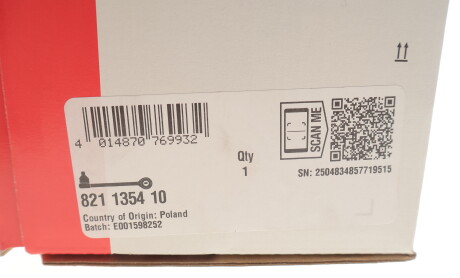 4 014870 769932
Qty
1
SCAN ME
SN: 2504834857719515
821 1354 10
Country of Origin: Poland
Batch: E001598252